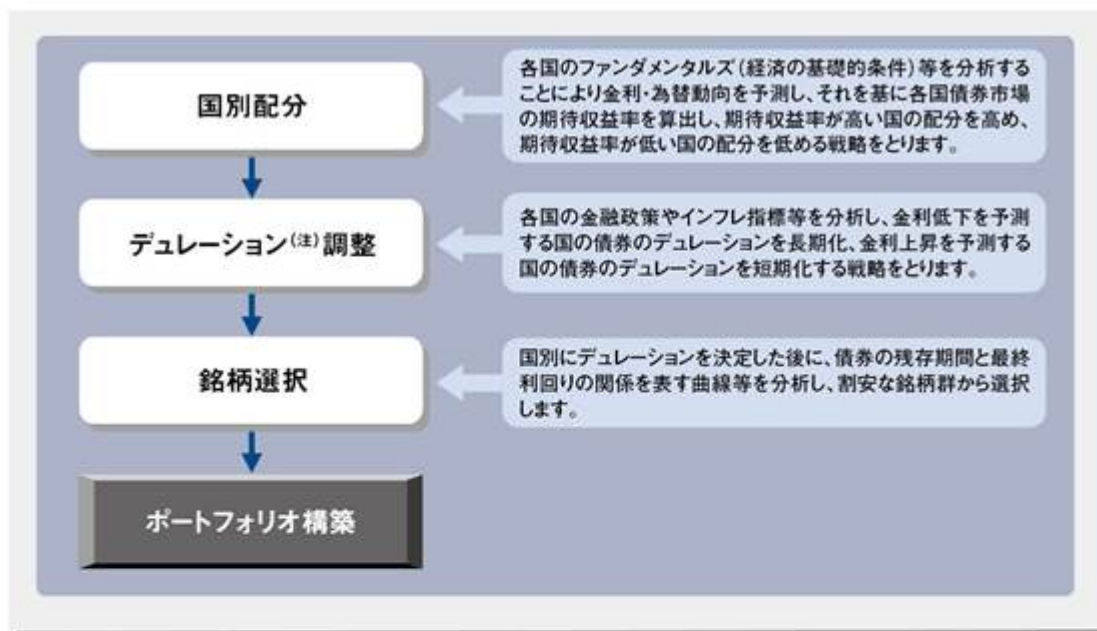 国別配分
各国のファンダメンタルズ(経済の基礎的条件)等を分析する
ことにより金利・為替動向を予測し、それを基に各国債券市場
の期待収益率を算出し、期待収益率が高い国の配分を高め、
期待収益率が低い国の配分を低める戦略をとります。
デュレーション(注)調整
各国の金融政策やインフレ指標等を分析し、金利低下を予測
する国の債券のデュレーションを長期化、金利上昇を予測する
国の債券のデュレーションを短期化する戦略をとります。
銘柄選択
国別にデュレーションを決定した後に、債券の残存期間と最終
利回りの関係を表す曲線等を分析し、割安な銘柄群から選択
します。
ポートフォリオ構築